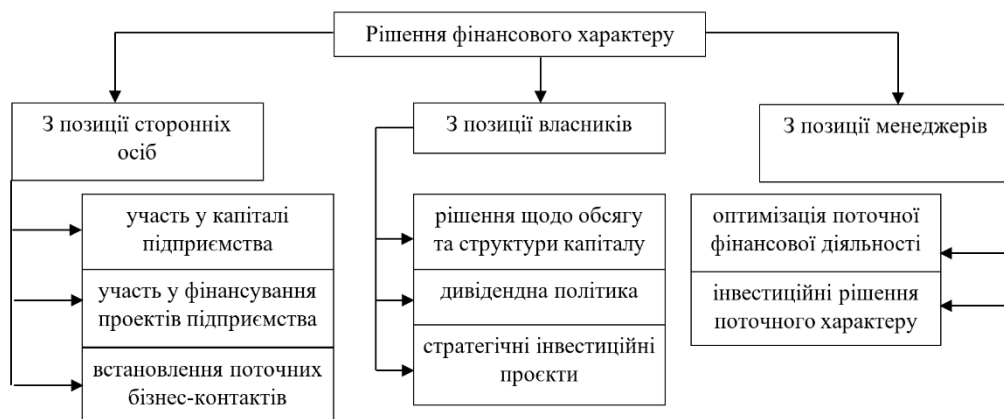 Рішення фінансового характеру
З позиції сторонніх
осіб
З позиції власників
З позиції менеджерів
участь у капіталі
підприємства
участь у фінансування
проектів підприємства
встановлення поточних
бізнес-контактів
рішення щодо обсягу
та структури капіталу
дивідендна політика
стратегічні інвестиційні
проєкти
оптимізація поточної
фінансової діяльності
інвестиційні рішення
поточного характеру